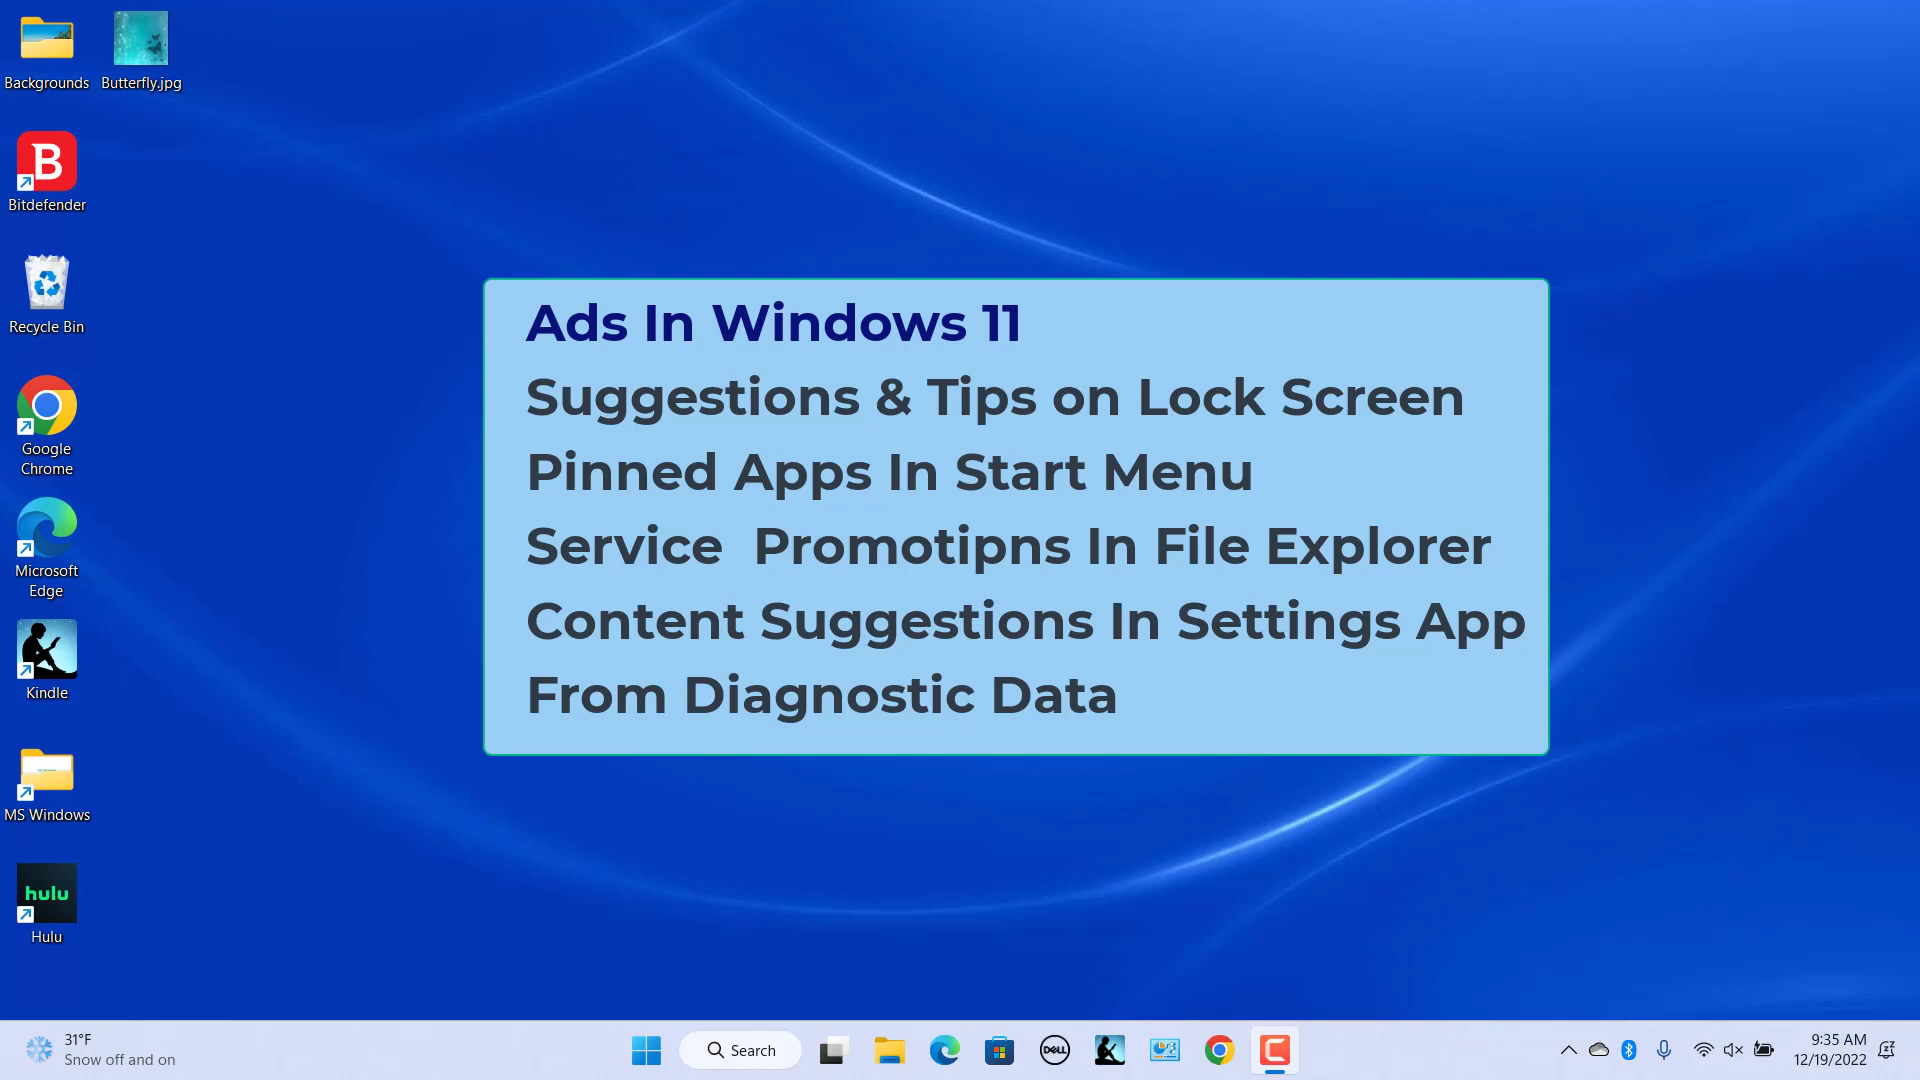 Backgrounds
Butterfly.jpg
B
Bitdefender
Recycle Bin
Google
Chrome
Microsoft
Edge
Kindle
MS Windows
hulu
Hulu
Ads In Windows 11
Suggestions & Tips on Lock Screen
Pinned Apps In Start Menu
Service  Promotipns In File Explorer
Content Suggestions In Settings App
From Diagnostic Data
31°F
Snow off and on
Search
DELL
9:35 AM
12/19/2022